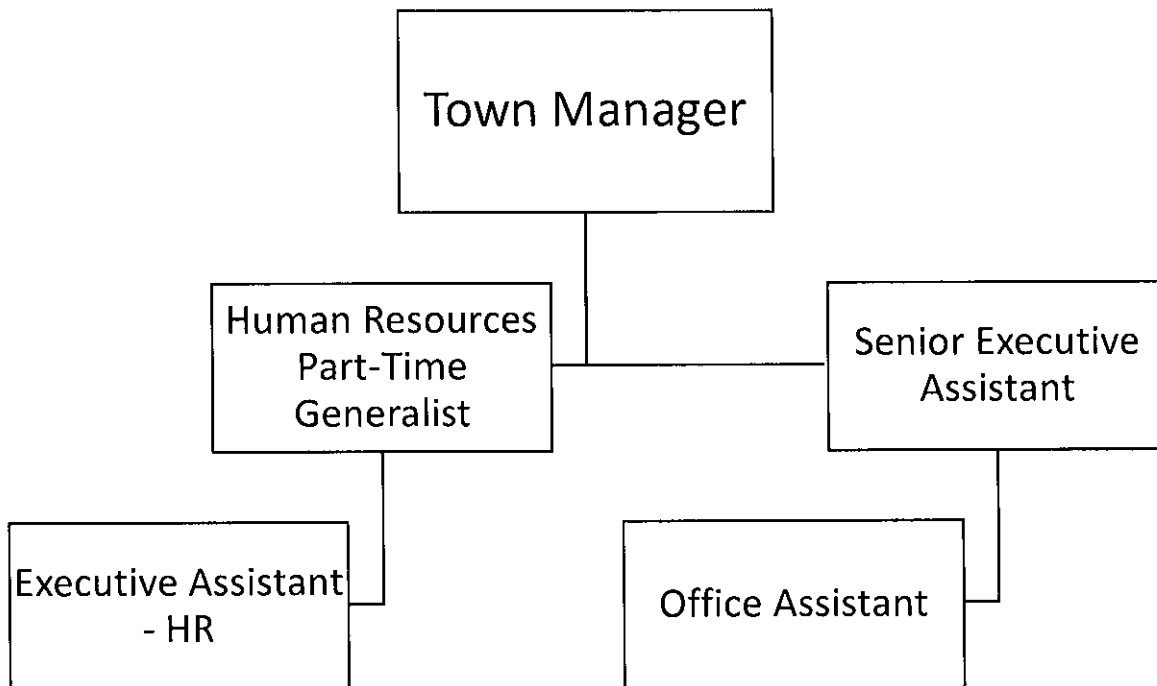 Town Manager
Human Resources
Part-Time
Generalist
Senior Executive
Assistant
Executive Assistant
- HR
Office Assistant